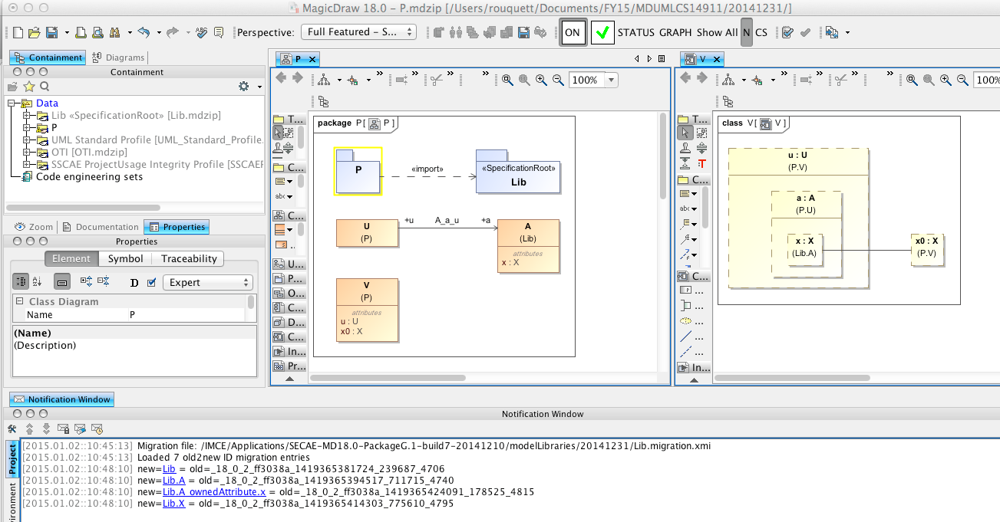 MagicDraw 18.0 - P.mdzip [/Users/rouquett/Documents/FY15/MDUMLCS14911/20141231/]
Perspective: Full Featured - S... ON STATUS GRAPH Show All N CS
Containment Diagrams
Containment
Data
Lib «SpecificationRoot» [Lib.mdzip]
P
UML Standard Profile [UML_Standard_Profile.
OTI [OTI.mdzip]
SSCAE ProjectUsage Integrity Profile [SSCAEF
Code engineering sets
Zoom Documentation Properties
Properties
Element Symbol Traceability
D Expert
Class Diagram
Name P
(Name)
(Description)
P
100%
T...
C...
abc
C...
U...
P...
O...
C...
D...
C...
In...
Pr...
package P[ P ]
P
«import»
«SpecificationRoot»
Lib
U
(P)
+u A_a_u +a
A
(Lib)
attributes
x : X
V
(P)
attributes
u : U
x0 : X
V
100%
T...
:T
C...
abc
C...
In...
class V[ V ]
u : U
(P.V)
a : A
(P.U)
x : X
(Lib.A)
x0 : X
(P.V)
Notification Window
Notification Window
Project
[2015.01.02::10:45:13] Migration file: /IMCE/Applications/SECAE-MD18.0-PackageG.1-build7-20141210/modelLibraries/20141231/Lib.migration.xmi
[2015.01.02::10:45:13] Loaded 7 old2new ID migration entries
[2015.01.02::10:48:10] new=Lib = old=_18_0_2_ff3038a_1419365381724_239687_4706
[2015.01.02::10:48:10] new=Lib.A = old=_18_0_2_ff3038a_1419365394517_711715_4740
[2015.01.02::10:48:10] new=Lib.A_ownedAttribute.x = old=_18_0_2_ff3038a_1419365424091_178525_4815
[2015.01.02::10:48:10] new=Lib.X = old=_18_0_2_ff3038a_1419365414303_775610_4795